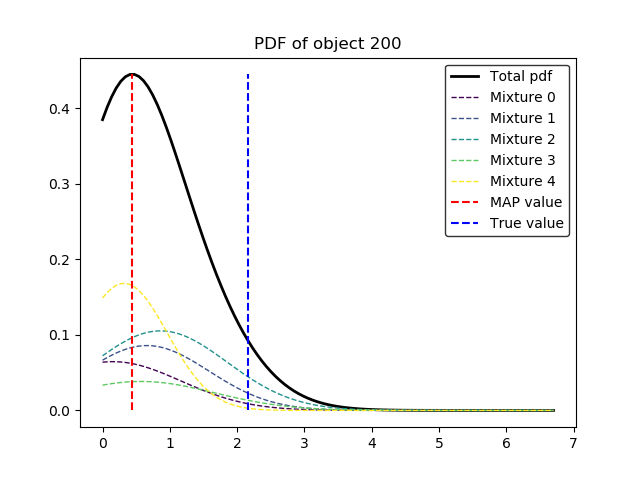 PDF of object 200
Total pdf
Mixture 0
Mixture 1
Mixture 2
Mixture 3
Mixture 4
MAP value
True value
0.4
0.3
0.2
0.1
0.0
0 1 2 3 4 5 6 7